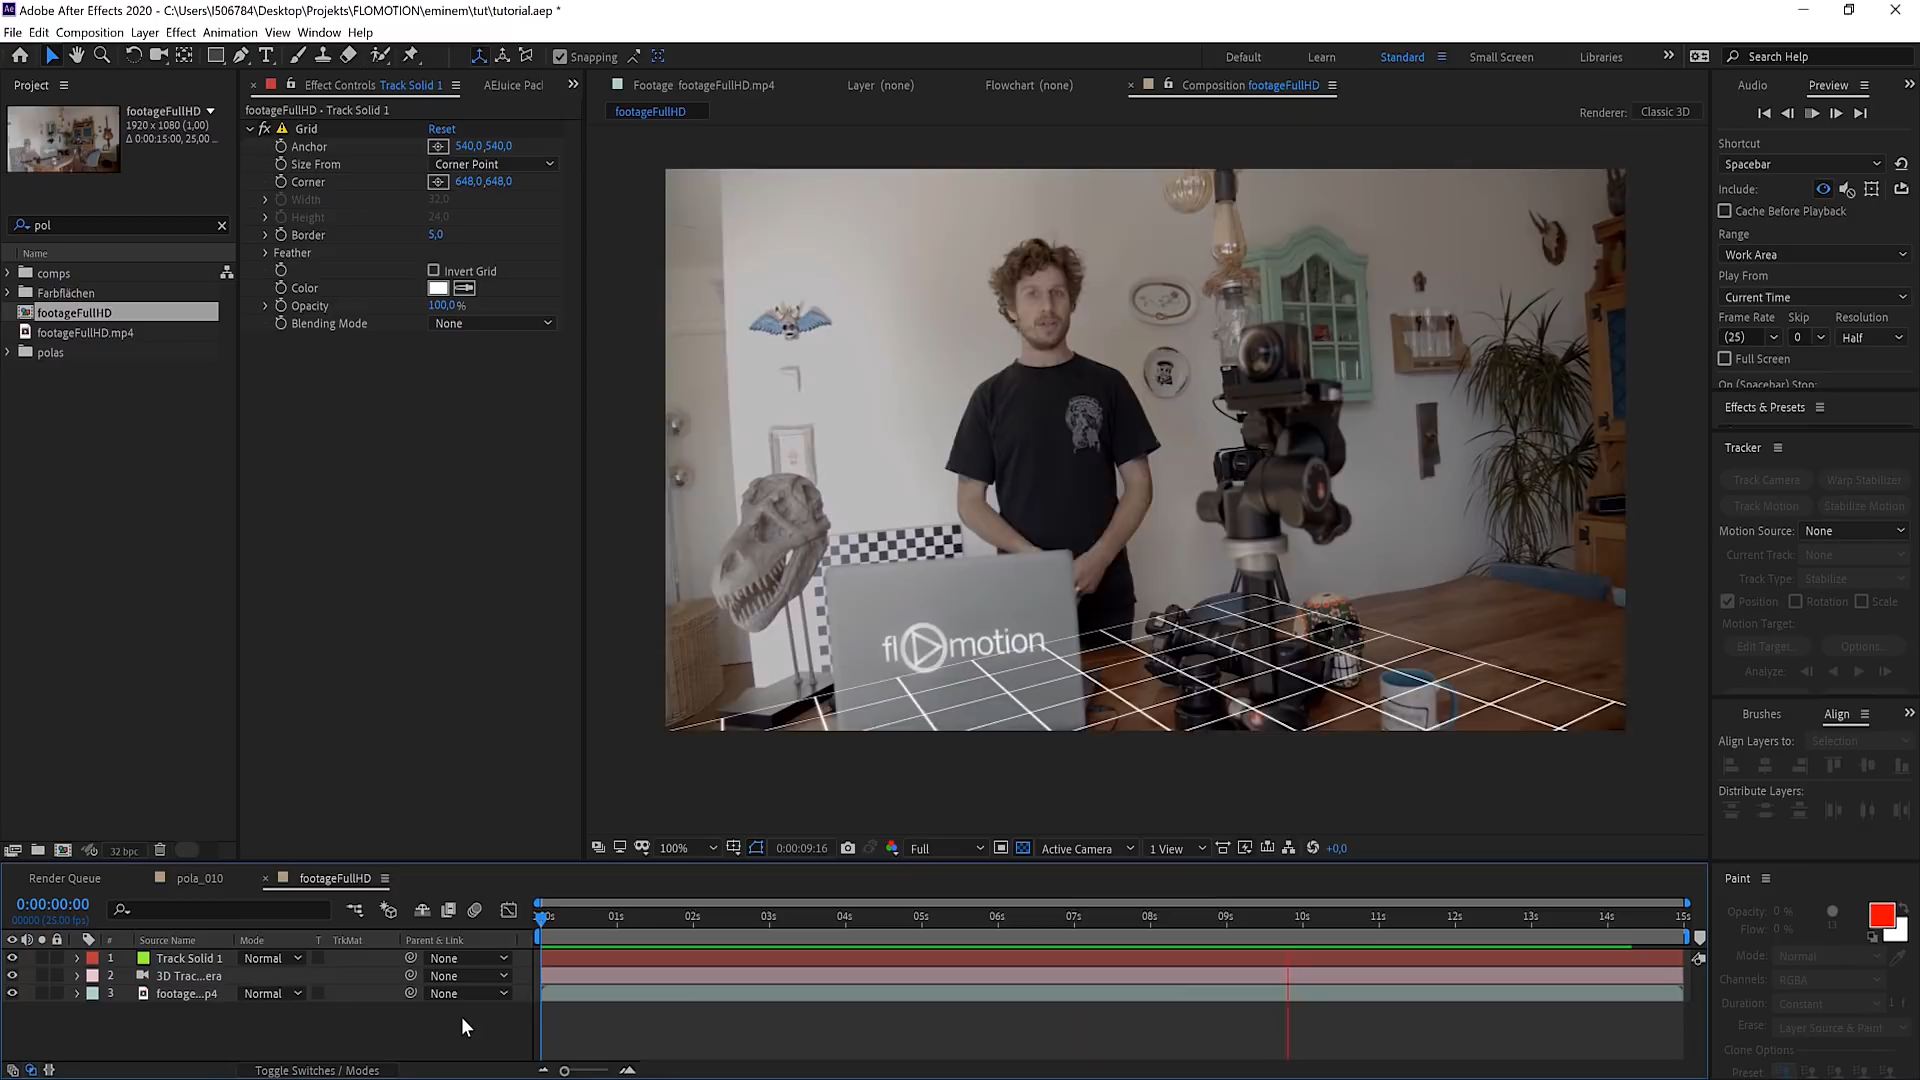 Adobe After Effects 2020 - C:\Users\I506784\Desktop\Projekts\FLOMOTION\eminem\tut\tutorial.aep *
File Edit Composition Layer Effect Animation View Window Help
Snapping
Default Learn Standard Small Screen Libraries
Search Help
Project
footageFullHD
1920 x 1080 (1,00)
Δ 0:00:15:00, 25,00 ...
pol
Name
comps
Farbflächen
footageFullHD
footageFullHD.mp4
polas
32 bpc
Effect Controls Track Solid 1
AEJuice Pacl
footageFullHD • Track Solid 1
fx Grid Reset
Anchor 540,0,540,0
Size From Corner Point
Corner 648,0,648,0
Width 32,0
Height 24,0
Border 5,0
Feather
Invert Grid
Color
Opacity 100,0 %
Blending Mode None
Footage footageFullHD.mp4 Layer (none) Flowchart (none) Composition footageFullHD
footageFullHD
Renderer: Classic 3D
flomotion
100% 0:00:09:16 Full Active Camera 1 View +0,0
Audio Preview
Shortcut
Spacebar
Include:
Cache Before Playback
Range
Work Area
Play From
Current Time
Frame Rate Skip Resolution
(25) 0 Half
Full Screen
On (Spacebar) Stop:
Effects & Presets
Tracker
Track Camera Warp Stabilizer
Track Motion Stabilize Motion
Motion Source: None
Current Track: None
Track Type: Stabilize
Position Rotation Scale
Motion Target:
Edit Target... Options...
Analyze:
Brushes Align
Align Layers to: Selection
Distribute Layers:
Paint
Opacity: 0 %
Flow: 0 % 13
Mode: Normal
Channels: RGBA
Duration: Constant 1 f
Erase: Layer Source & Paint
Clone Options
Preset:
Render Queue pola_010 footageFullHD
0:00:00:00
00000 (25.00 fps)
# Source Name Mode T TrkMat Parent & Link
1 Track Solid 1 Normal None
2 3D Trac...era None
3 footage...p4 Normal None
0s 01s 02s 03s 04s 05s 06s 07s 08s 09s 10s 11s 12s 13s 14s 15s
Toggle Switches / Modes